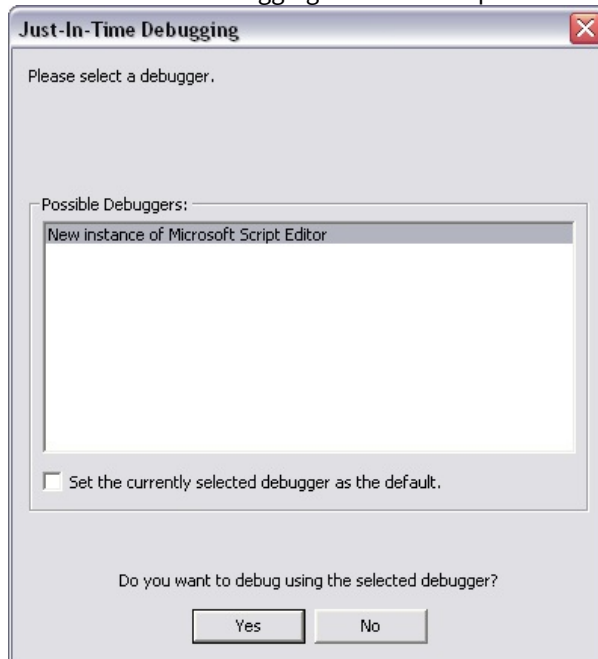 Just-In-Time Debugging
Please select a debugger.
Possible Debuggers:
New instance of Microsoft Script Editor
Set the currently selected debugger as the default.
Do you want to debug using the selected debugger?
Yes
No